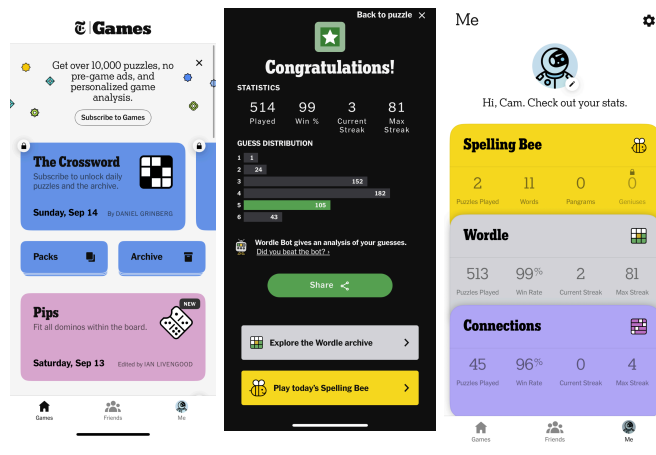 T Games
Get over 10,000 puzzles, no
pre-game ads, and
personalized game
analysis.
Subscribe to Games
The Crossword
Subscribe to unlock daily
puzzles and the archive.
Sunday, Sep 14
By DANIEL GRINBERG
Packs
Archive
NEW
Pips
Fit all dominos within the board.
Saturday, Sep 13
Edited by IAN LIVENGOOD
Games
Friends
Me
Back to puzzle
Congratulations!
STATISTICS
514
99
3
81
Played
Win %
Current
Streak
Max
Streak
GUESS DISTRIBUTION
1 1
2 24
3 152
4 182
5 105
6 43
Wordle Bot gives an analysis of your guesses.
Did you beat the bot? ›
Share
Explore the Wordle archive
Play today's Spelling Bee
Me
Hi, Cam. Check out your stats.
Spelling Bee
2
11
0
0
Puzzles Played
Words
Pangrams
Geniuses
Wordle
513
99%
2
81
Puzzles Played
Win Rate
Current Streak
Max Streak
Connections
45
96%
0
4
Puzzles Played
Win Rate
Current Streak
Max Streak
Games
Friends
Me